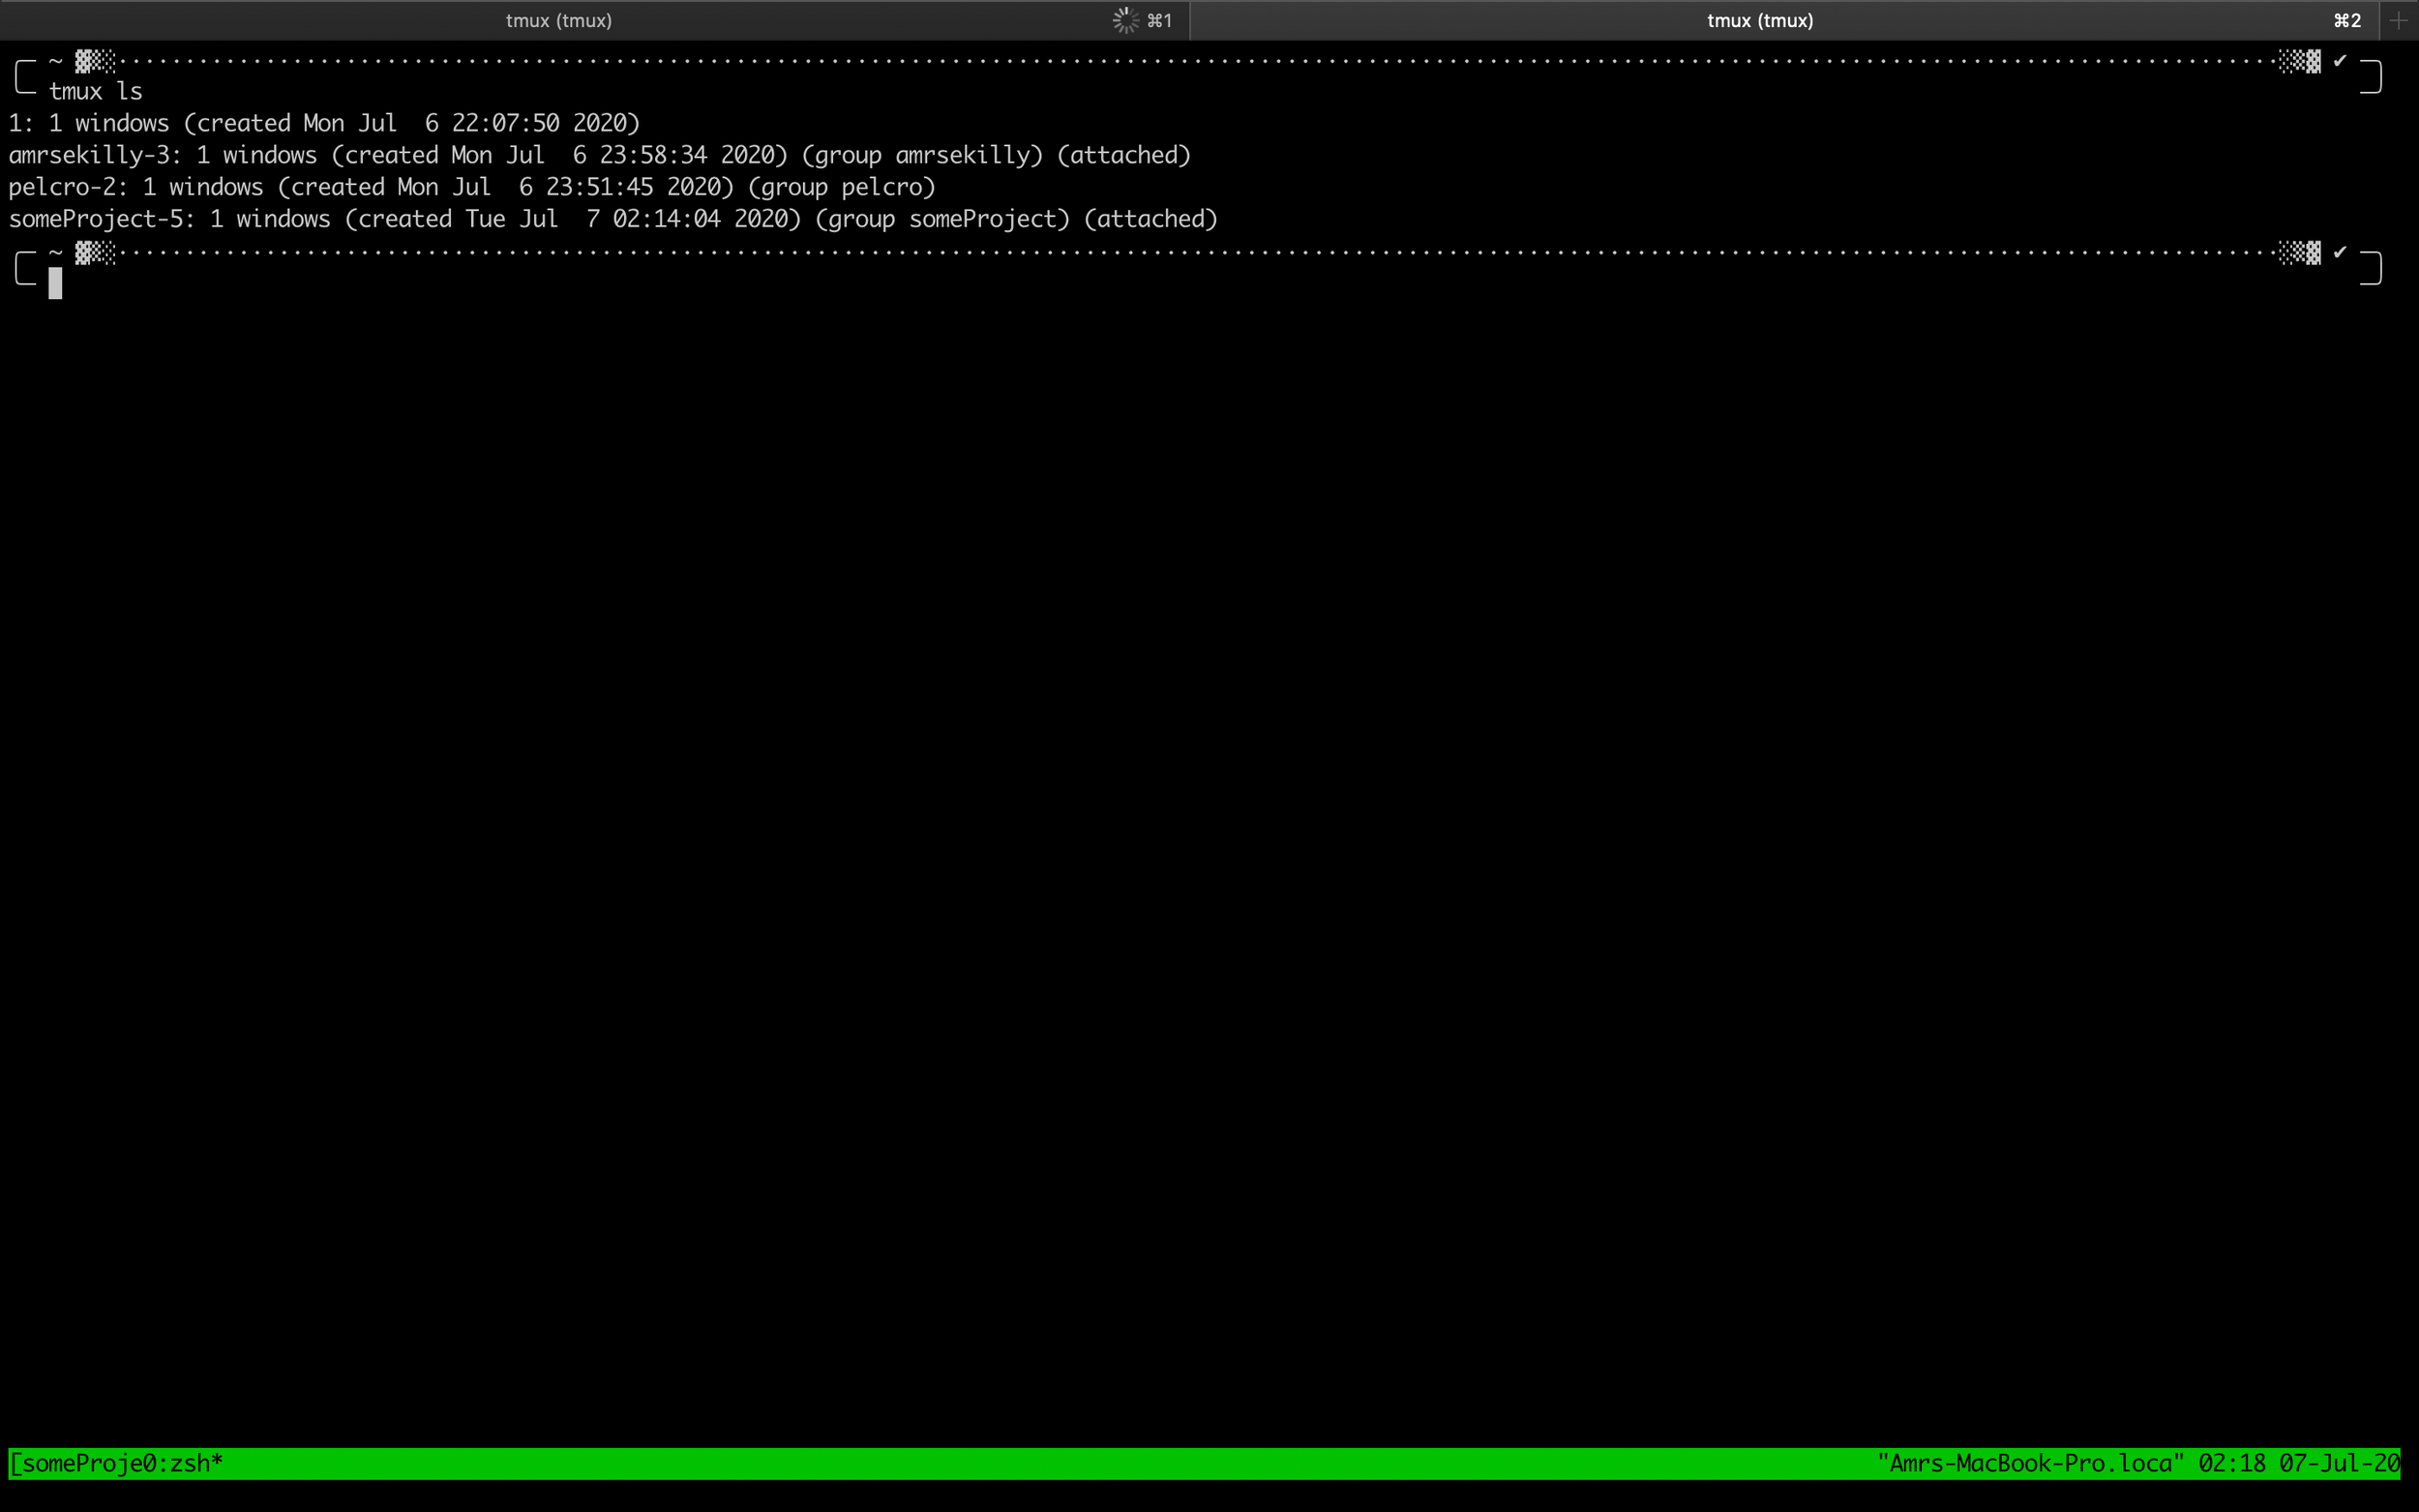 tmux (tmux) ⌘1 tmux (tmux) ⌘2 +
~ ▓▒░······································································································░▒▓ ✔
tmux ls
1: 1 windows (created Mon Jul  6 22:07:50 2020)
amrsekilly-3: 1 windows (created Mon Jul  6 23:58:34 2020) (group amrsekilly) (attached)
pelcro-2: 1 windows (created Mon Jul  6 23:51:45 2020) (group pelcro)
someProject-5: 1 windows (created Tue Jul  7 02:14:04 2020) (group someProject) (attached)
~ ▓▒░······································································································░▒▓ ✔
[someProje0:zsh* "Amrs-MacBook-Pro.loca" 02:18 07-Jul-20